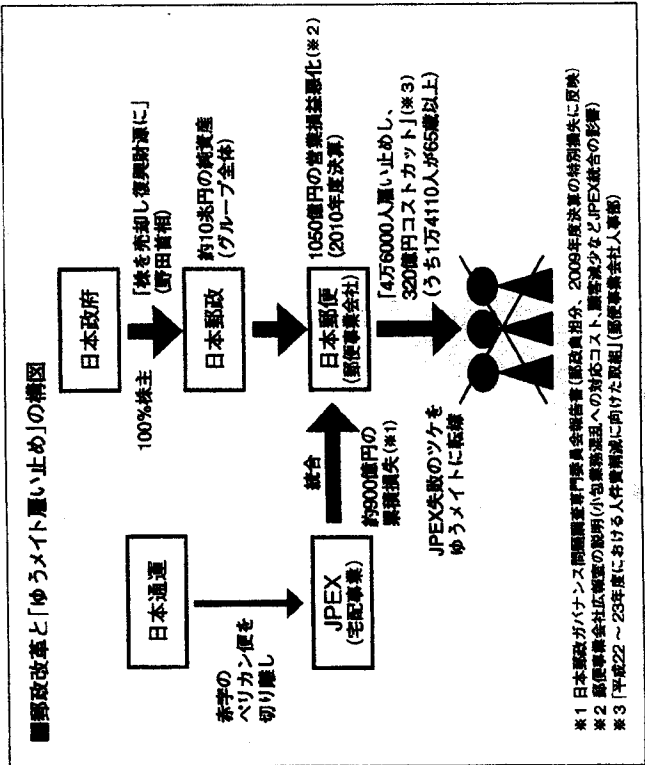 ■郵政改革と「ゆうメイト雇い止め」の構図
日本政府
100%株主
「株を売却し復興財源に」
(野田首相)
日本郵政
約10兆円の純資産
(グループ全体)
日本通運
赤字の
ペリカン便を
切り離し
JPEX
(宅配事業)
統合
約900億円の
累積損失(※1)
日本郵便
(郵便事業会社)
1050億円の営業損益悪化(※2)
(2010年度決算)
「4万6000人雇い止めし、
320億円コストカット」(※3)
(うち1万4110人が65歳以上)
JPEX失敗のツケを
ゆうメイトに転嫁
※1 日本郵政ガバナンス問題調査専門委員会報告書(郵政負担分、2009年度決算の特別損失に反映)
※2 郵便事業会社広報室の説明(小包業務混乱への対応コスト、顧客減少などJPEX統合の影響)
※3「平成22～23年度における人件費削減に向けた取組」(郵便事業会社人事部)